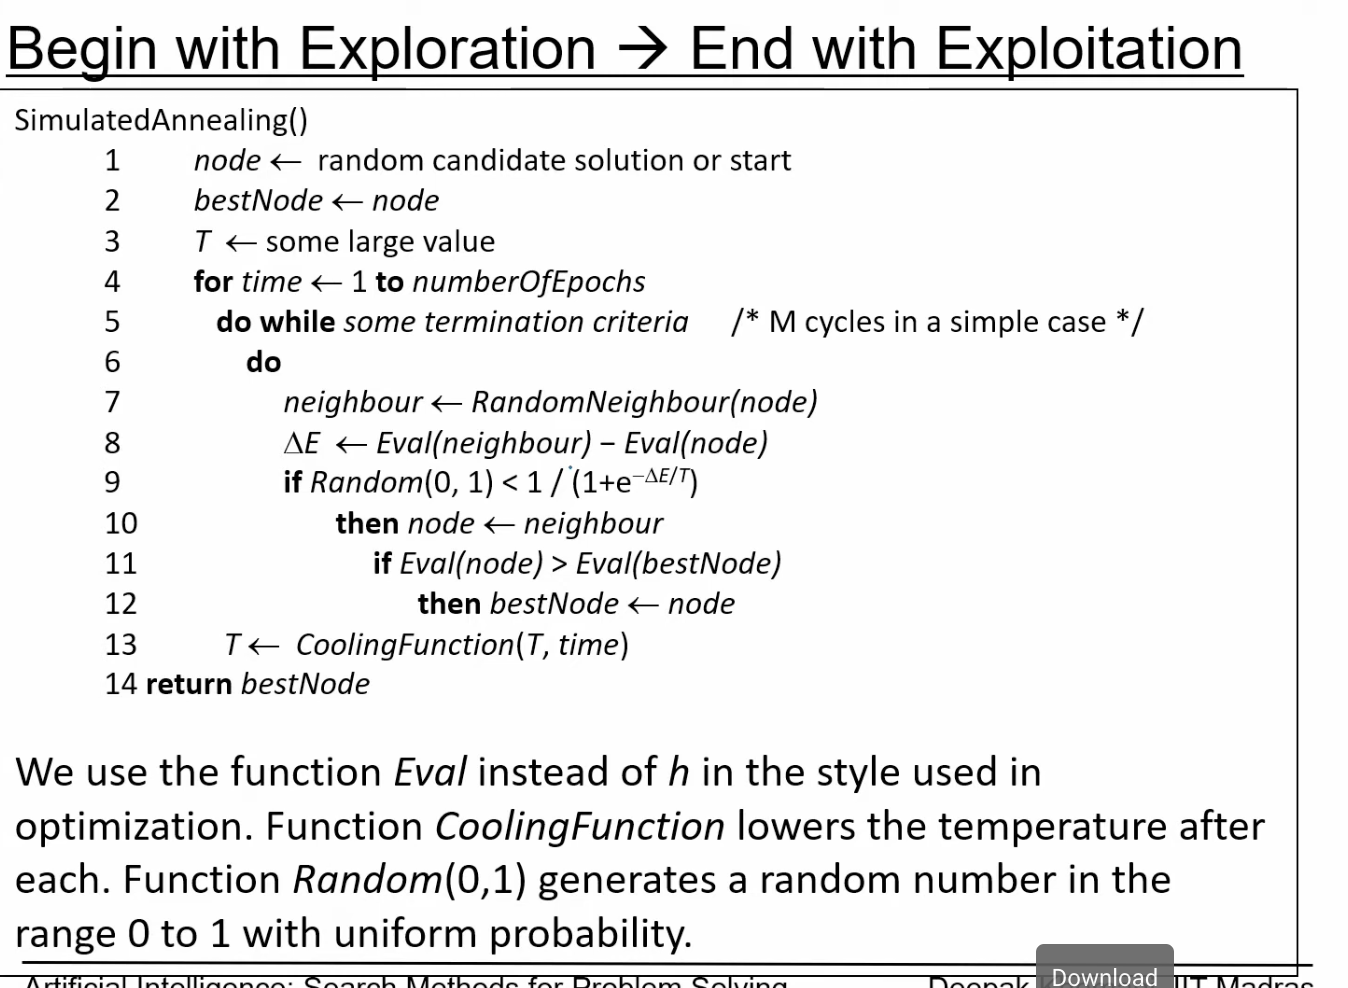 Begin with Exploration → End with Exploitation
SimulatedAnnealing()
1 node ← random candidate solution or start
2 bestNode ← node
3 T ← some large value
4 for time ← 1 to numberOfEpochs
5 do while some termination criteria /* M cycles in a simple case */
6 do
7 neighbour ← RandomNeighbour(node)
8 ΔE ← Eval(neighbour) – Eval(node)
9 if Random(0, 1) < 1 / (1+e^–ΔE/T)
10 then node ← neighbour
11 if Eval(node) > Eval(bestNode)
12 then bestNode ← node
13 T ← CoolingFunction(T, time)
14 return bestNode
We use the function Eval instead of h in the style used in
optimization. Function CoolingFunction lowers the temperature after
each. Function Random(0,1) generates a random number in the
range 0 to 1 with uniform probability.
Artificial Intelligence: Search Methods for Problem Solving Deepak IIT Madras
Download